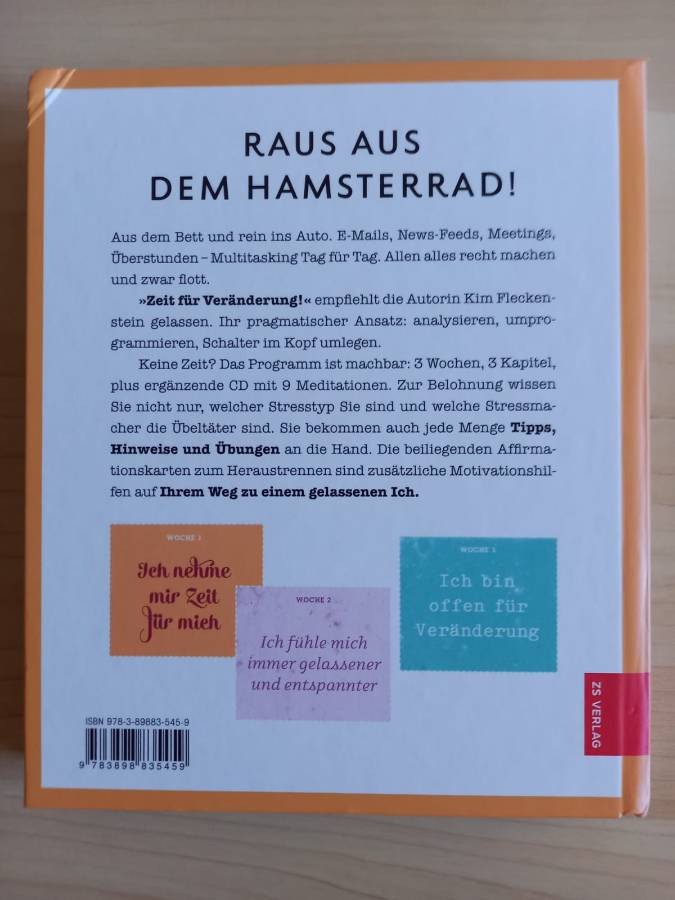 RAUS AUS
DEM HAMSTERRAD!
Aus dem Bett und rein ins Auto. E-Mails, News-Feeds, Meetings,
Überstunden – Multitasking Tag für Tag. Allen alles recht machen
und zwar flott.
»Zeit für Veränderung!« empfiehlt die Autorin Kim Flecken-
stein gelassen. Ihr pragmatischer Ansatz: analysieren, umpro-
grammieren, Schalter im Kopf umlegen.
Keine Zeit? Das Programm ist machbar: 3 Wochen, 3 Kapitel,
plus ergänzende CD mit 9 Meditationen. Zur Belohnung wissen
Sie nicht nur, welcher Stresstyp Sie sind und welche Stressma-
cher die Übeltäter sind. Sie bekommen auch jede Menge Tipps,
Hinweise und Übungen an die Hand. Die beiliegenden Affirma-
tionskarten zum Heraustrennen sind zusätzliche Motivationshil-
fen auf Ihrem Weg zu einem gelassenen Ich.
WOCHE 1
Ich nehme
mir Zeit
für mich
WOCHE 2
Ich fühle mich
immer gelassener
und entspannter
WOCHE 3
Ich bin
offen für
Veränderung
ZS VERLAG
ISBN 978-3-89883-545-9
9 783898 835459